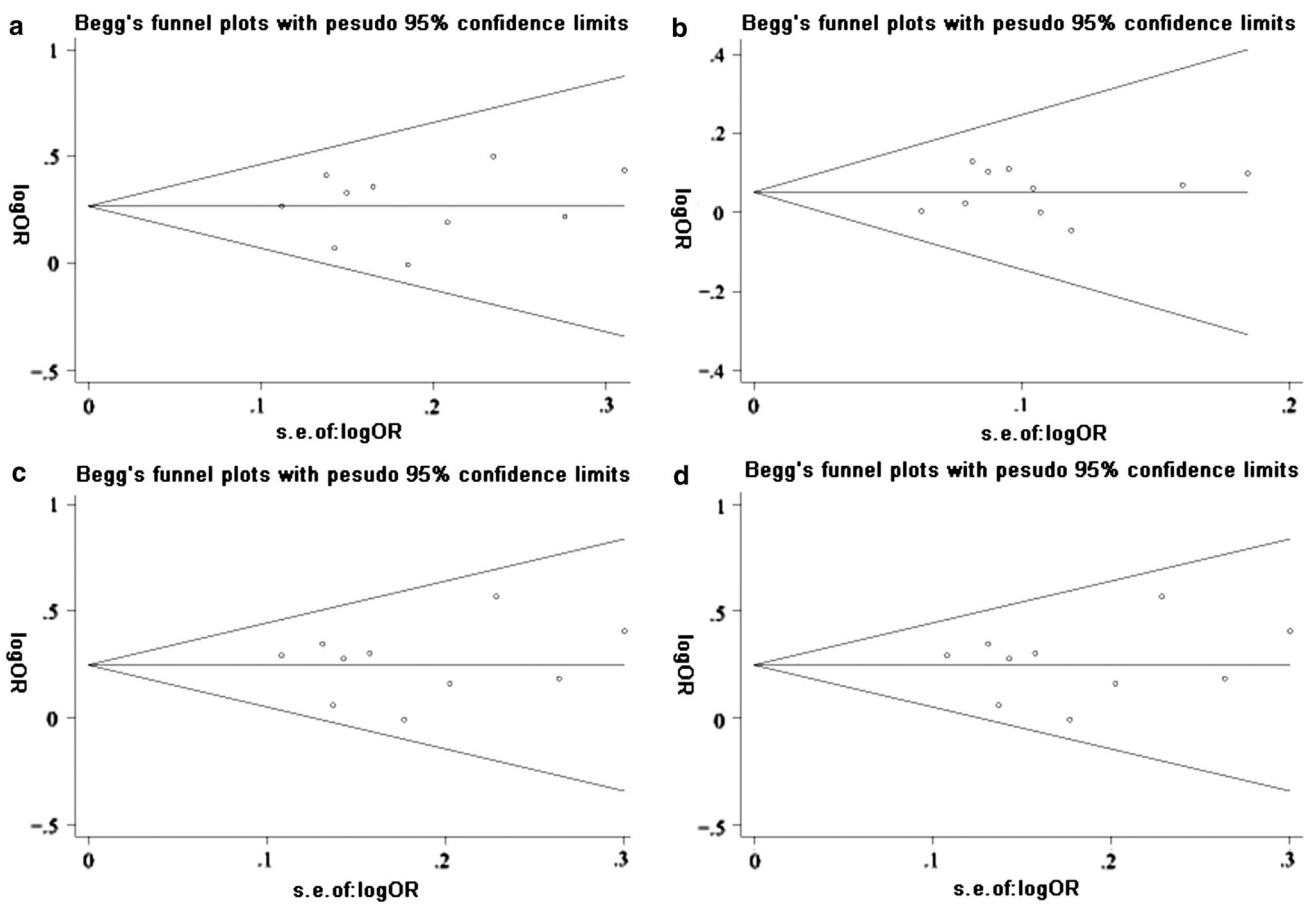 a
Begg's funnel plots with pesudo 95% confidence limits
1
.5
0
-.5
logOR
0 .1 .2 .3
s.e.of:logOR
b
Begg's funnel plots with pesudo 95% confidence limits
.4
.2
0
-.2
-.4
logOR
0 .1 .2
s.e.of:logOR
c
Begg's funnel plots with pesudo 95% confidence limits
1
.5
0
-.5
logOR
0 .1 .2 .3
s.e.of:logOR
d
Begg's funnel plots with pesudo 95% confidence limits
1
.5
0
-.5
logOR
0 .1 .2 .3
s.e.of:logOR